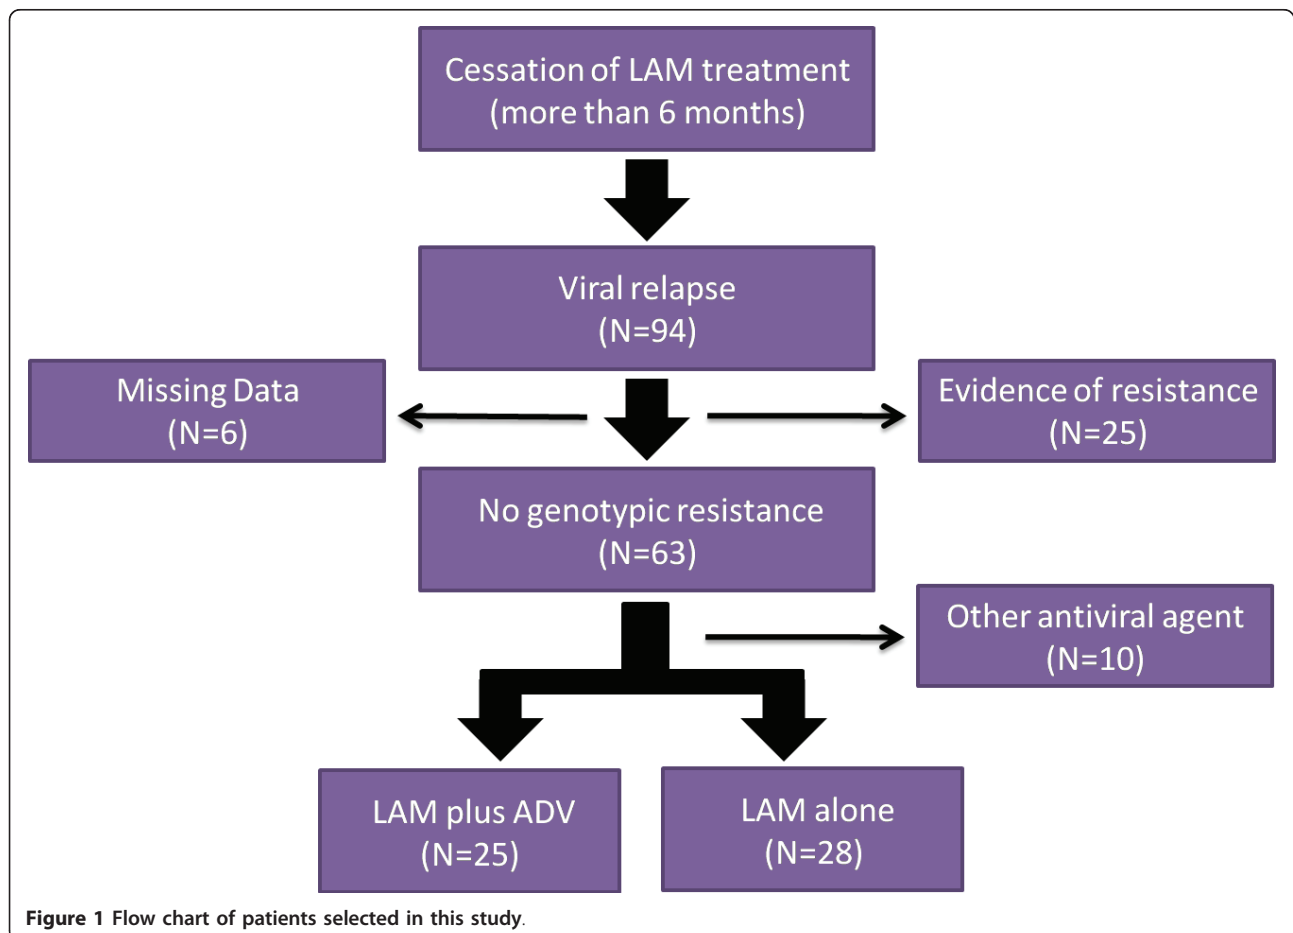 Cessation of LAM treatment
(more than 6 months)
Viral relapse
(N=94)
Missing Data
(N=6)
Evidence of resistance
(N=25)
No genotypic resistance
(N=63)
Other antiviral agent
(N=10)
LAM plus ADV
(N=25)
LAM alone
(N=28)
Figure 1 Flow chart of patients selected in this study.